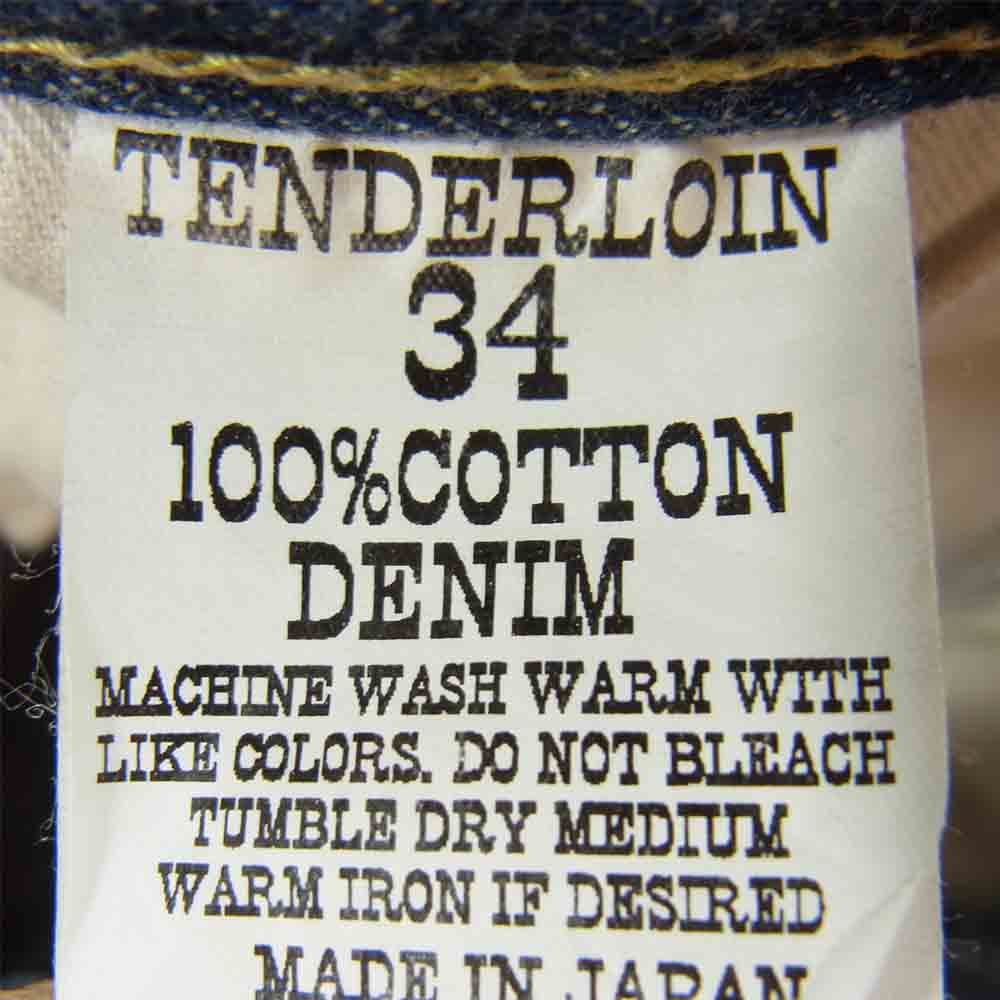 TENDERLOIN
34
100%COTTON
DENIM
MACHINE WASH WARM WITH
LIKE COLORS. DO NOT BLEACH
TUMBLE DRY MEDIUM
WARM IRON IF DESIRED
MADE IN JAPAN